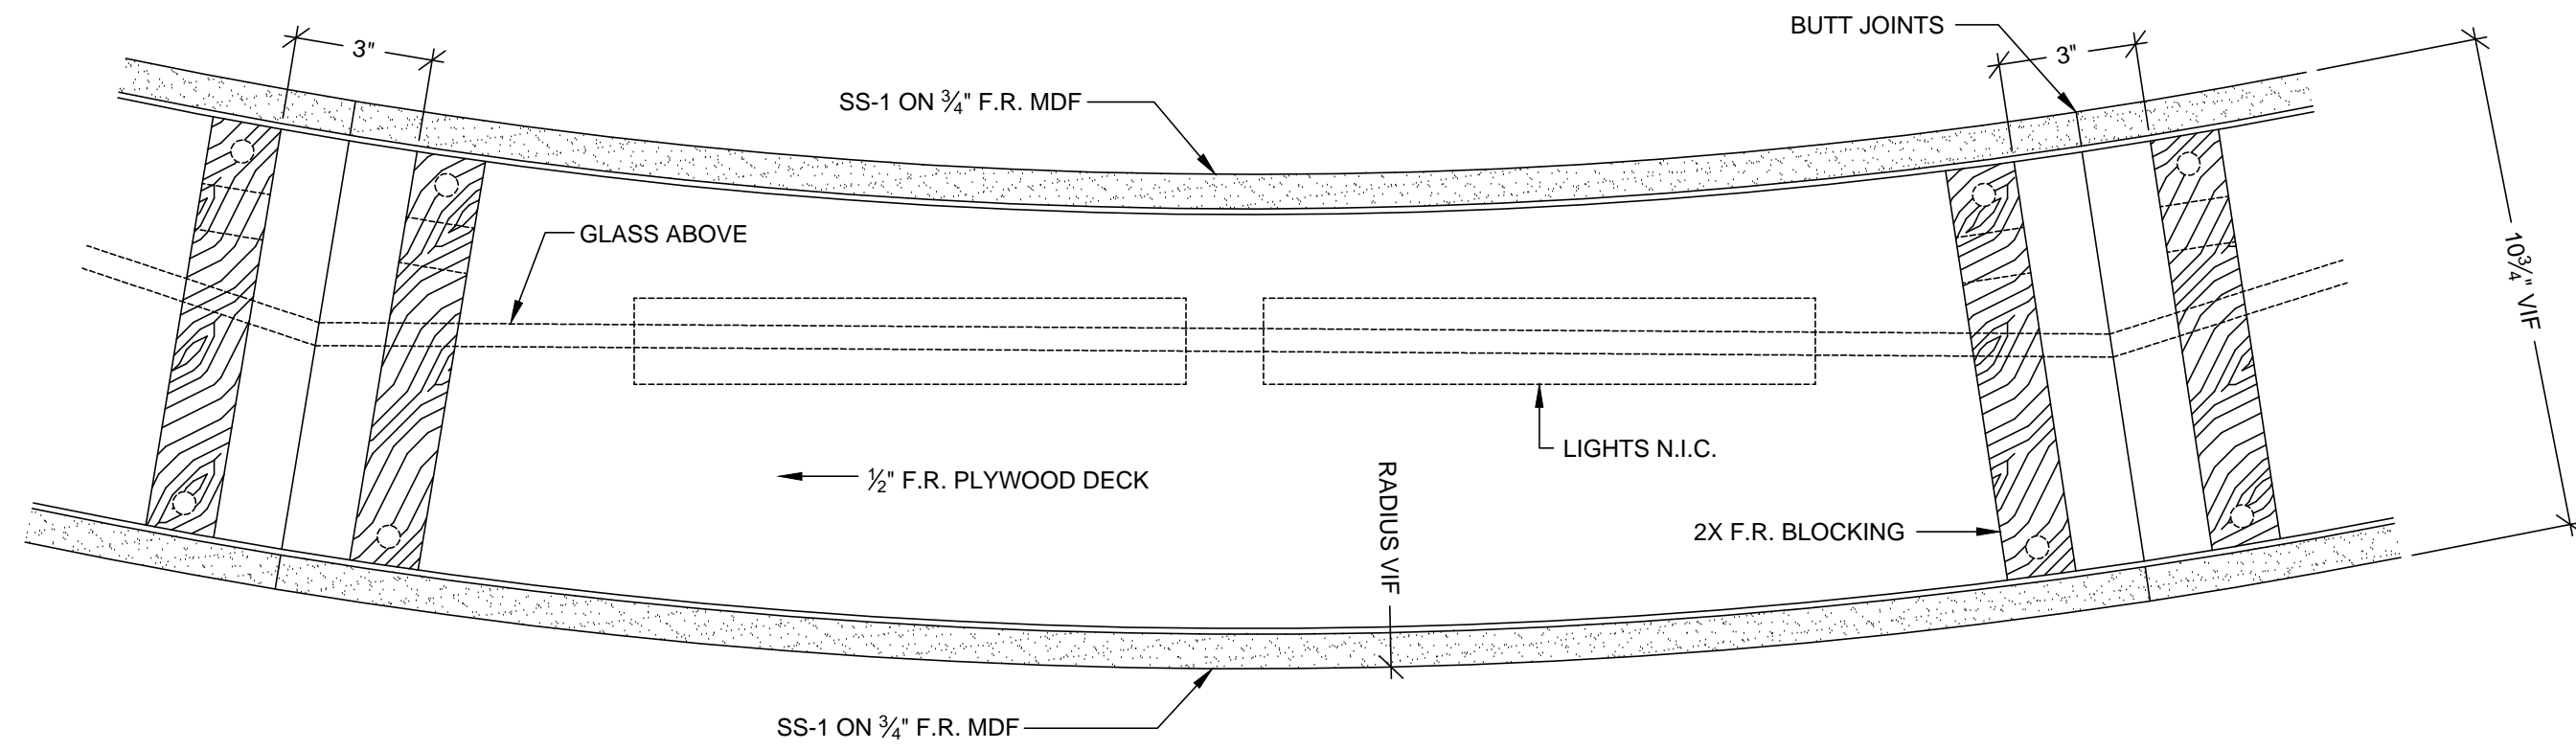 BUTT JOINTS
3"
3"
SS-1 ON ¾" F.R. MDF
GLASS ABOVE
10¾" VIF
LIGHTS N.I.C.
½" F.R. PLYWOOD DECK
RADIUS VIF
2X F.R. BLOCKING
SS-1 ON ¾" F.R. MDF